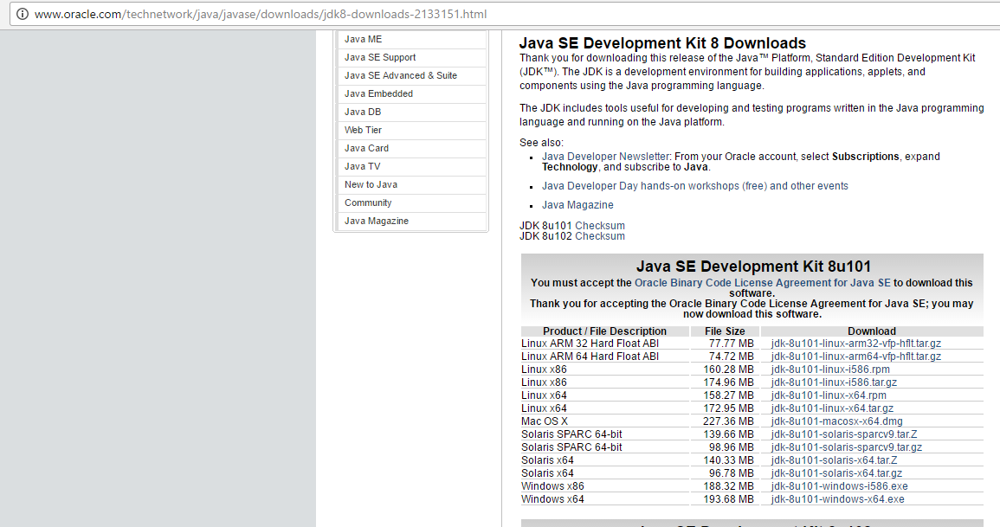 www.oracle.com/technetwork/java/javase/downloads/jdk8-downloads-2133151.html
Java ME
Java SE Support
Java SE Advanced & Suite
Java Embedded
Java DB
Web Tier
Java Card
Java TV
New to Java
Community
Java Magazine
Java SE Development Kit 8 Downloads
Thank you for downloading this release of the Java™ Platform, Standard Edition Development Kit
(JDK™). The JDK is a development environment for building applications, applets, and
components using the Java programming language.
The JDK includes tools useful for developing and testing programs written in the Java programming
language and running on the Java platform.
See also:
Java Developer Newsletter: From your Oracle account, select Subscriptions, expand
Technology, and subscribe to Java.
Java Developer Day hands-on workshops (free) and other events
Java Magazine
JDK 8u101 Checksum
JDK 8u102 Checksum
Java SE Development Kit 8u101
You must accept the Oracle Binary Code License Agreement for Java SE to download this
software.
Thank you for accepting the Oracle Binary Code License Agreement for Java SE; you may
now download this software.
Product / File Description File Size Download
Linux ARM 32 Hard Float ABI 77.77 MB jdk-8u101-linux-arm32-vfp-hflt.tar.gz
Linux ARM 64 Hard Float ABI 74.72 MB jdk-8u101-linux-arm64-vfp-hflt.tar.gz
Linux x86 160.28 MB jdk-8u101-linux-i586.rpm
Linux x86 174.96 MB jdk-8u101-linux-i586.tar.gz
Linux x64 158.27 MB jdk-8u101-linux-x64.rpm
Linux x64 172.95 MB jdk-8u101-linux-x64.tar.gz
Mac OS X 227.36 MB jdk-8u101-macosx-x64.dmg
Solaris SPARC 64-bit 139.66 MB jdk-8u101-solaris-sparcv9.tar.Z
Solaris SPARC 64-bit 98.96 MB jdk-8u101-solaris-sparcv9.tar.gz
Solaris x64 140.33 MB jdk-8u101-solaris-x64.tar.Z
Solaris x64 96.78 MB jdk-8u101-solaris-x64.tar.gz
Windows x86 188.32 MB jdk-8u101-windows-i586.exe
Windows x64 193.68 MB jdk-8u101-windows-x64.exe